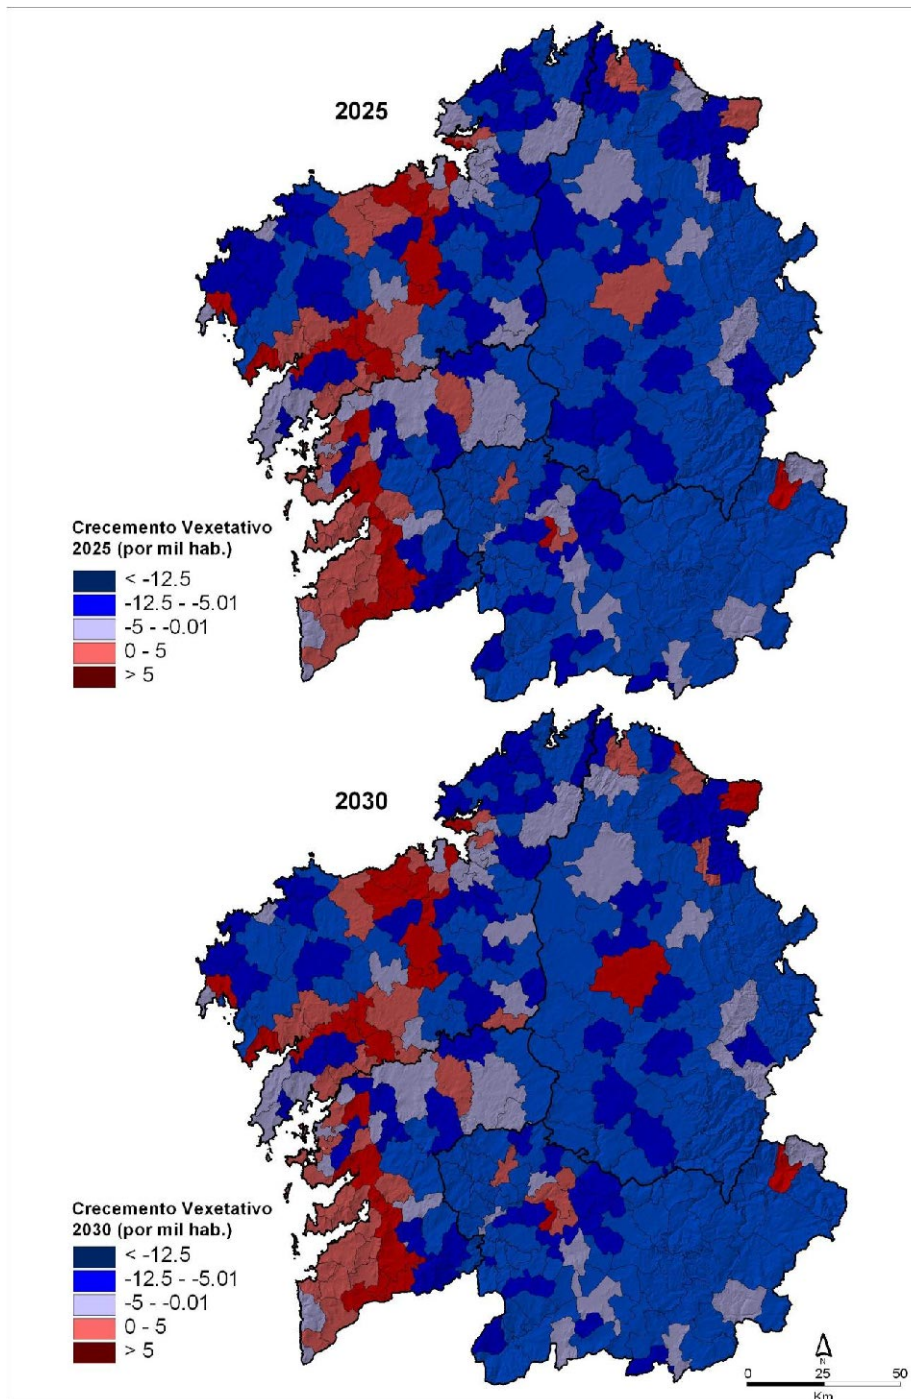 2025
Crecemento Vexetativo
2025 (por mil hab.)
< -12.5
-12.5 - -5.01
-5 - -0.01
0 - 5
> 5
2030
Crecemento Vexetativo
2030 (por mil hab.)
< -12.5
-12.5 - -5.01
-5 - -0.01
0 - 5
> 5
N
0 25 50
Km